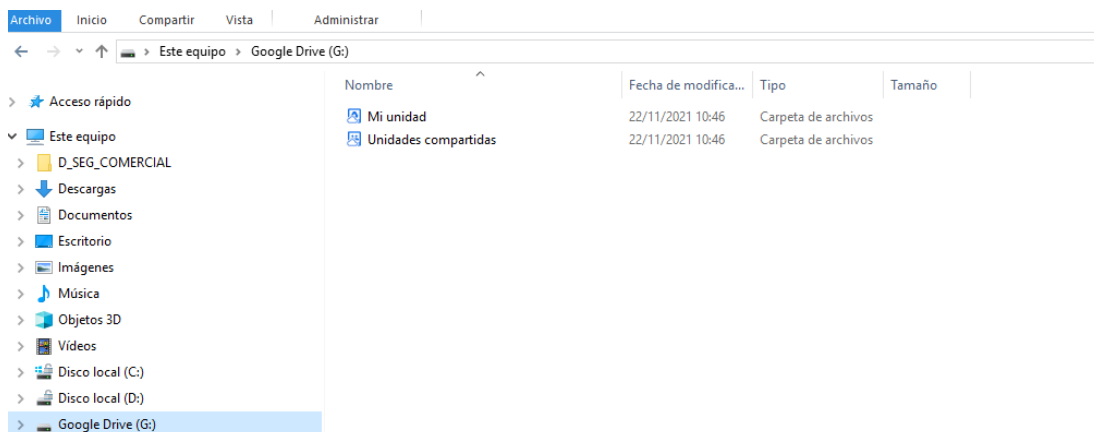 Archivo Inicio Compartir Vista Administrar
Este equipo Google Drive (G:)
Nombre Fecha de modifica... Tipo Tamaño
Acceso rápido
Mi unidad 22/11/2021 10:46 Carpeta de archivos
Este equipo
Unidades compartidas 22/11/2021 10:46 Carpeta de archivos
D_SEG_COMERCIAL
Descargas
Documentos
Escritorio
Imágenes
Música
Objetos 3D
Vídeos
Disco local (C:)
Disco local (D:)
Google Drive (G:)